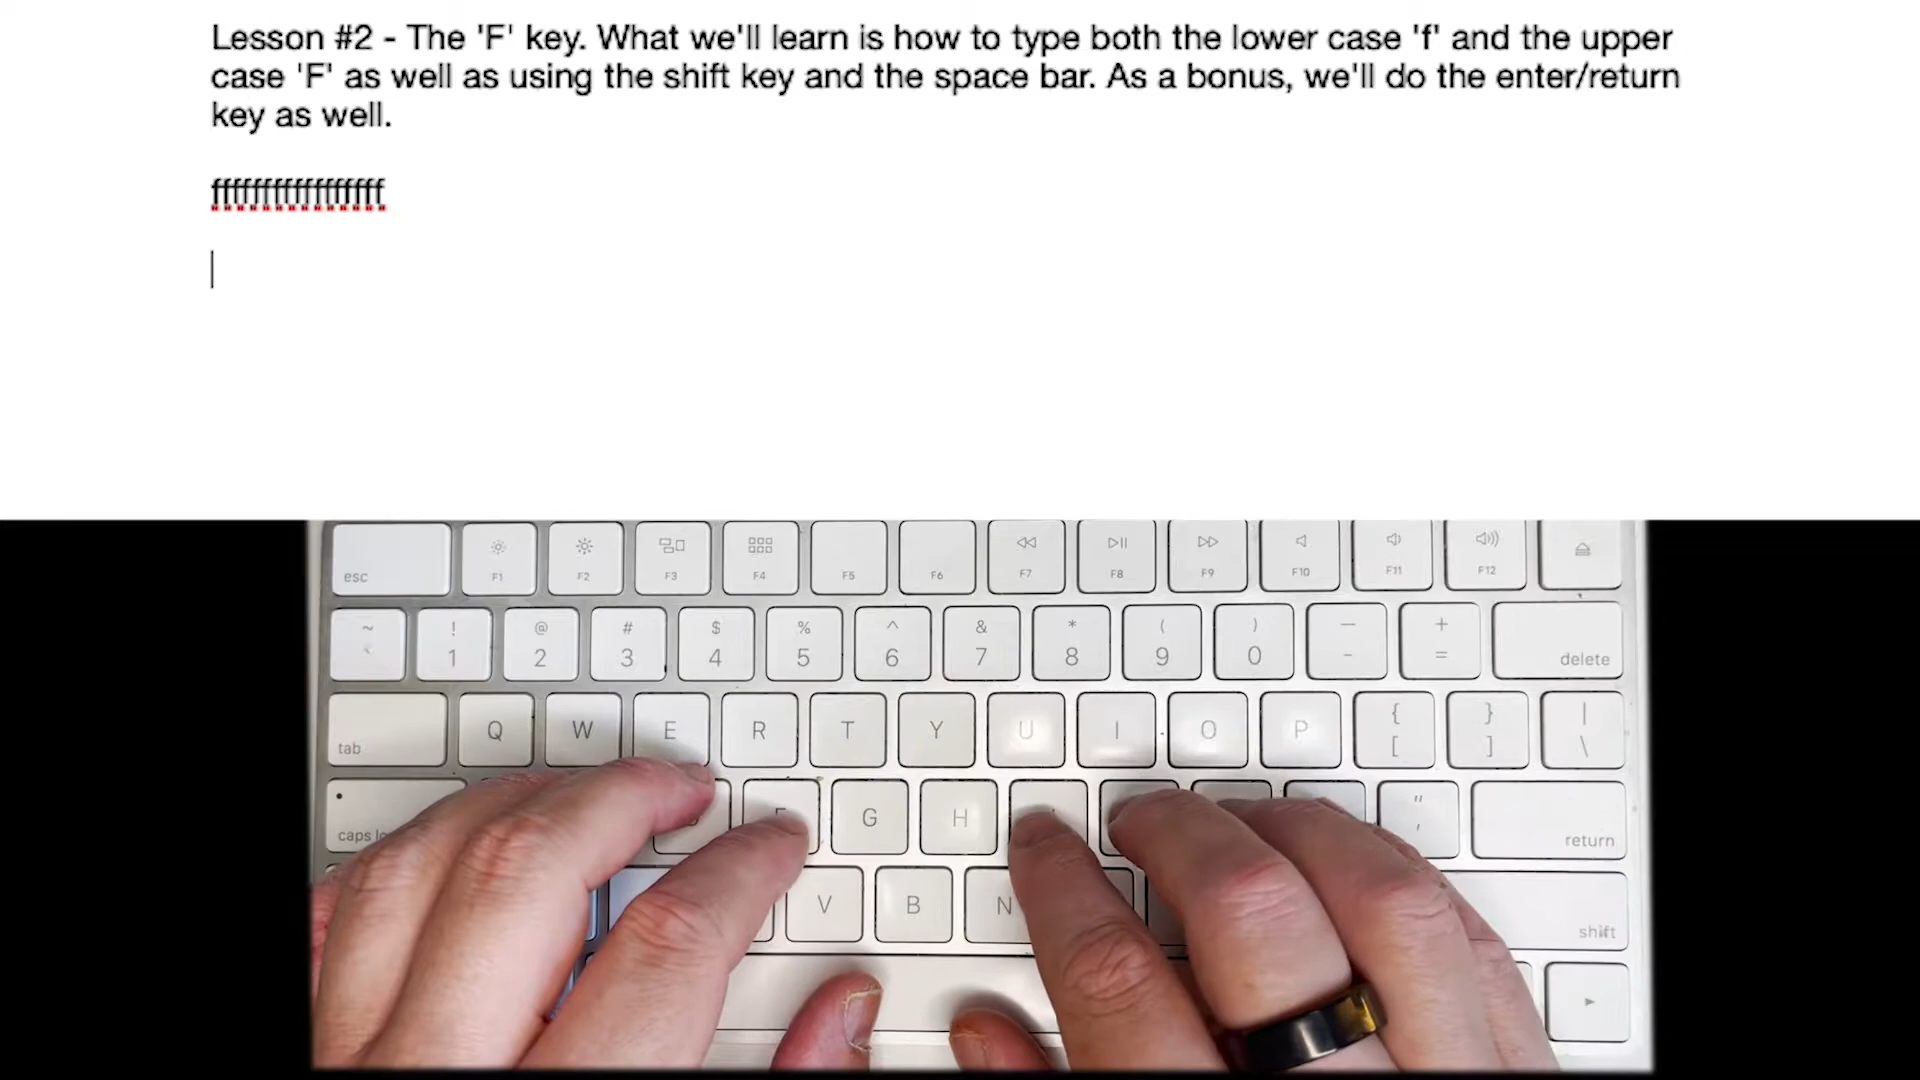 Lesson #2 - The 'F' key. What we'll learn is how to type both the lower case 'f' and the upper
case 'F' as well as using the shift key and the space bar. As a bonus, we'll do the enter/return
key as well.
fffffffffffffffff
esc F1 F2 F3 F4 F5 F6 F7 F8 F9 F10 F11 F12
~ ! @ # $ % ^ & * ( ) — +
` 1 2 3 4 5 6 7 8 9 0 - =
delete
tab Q W E R T Y U I O P { [ } ] | \
G H " ' return
V B N shift